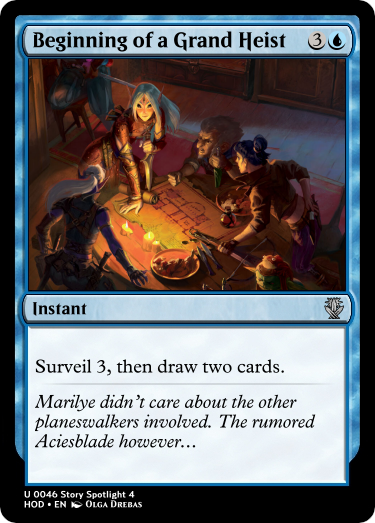 Beginning of a Grand Heist 3
Instant
Surveil 3, then draw two cards.
Marilye didn't care about the other
planeswalkers involved. The rumored
Aciesblade however…
U 0046 Story Spotlight 4
HOD • EN Olga Drebas